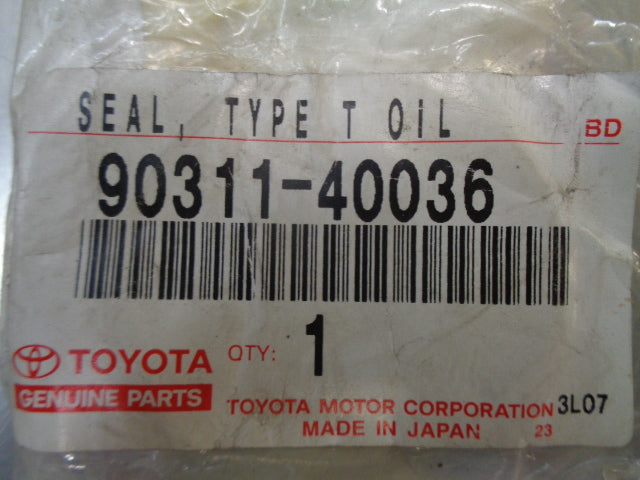 SEAL, TYPE T OiL BD
90311-40036
TOYOTA QTY: 1
GENUINE PARTS
TOYOTA MOTOR CORPORATION 3L07
MADE IN JAPAN 23